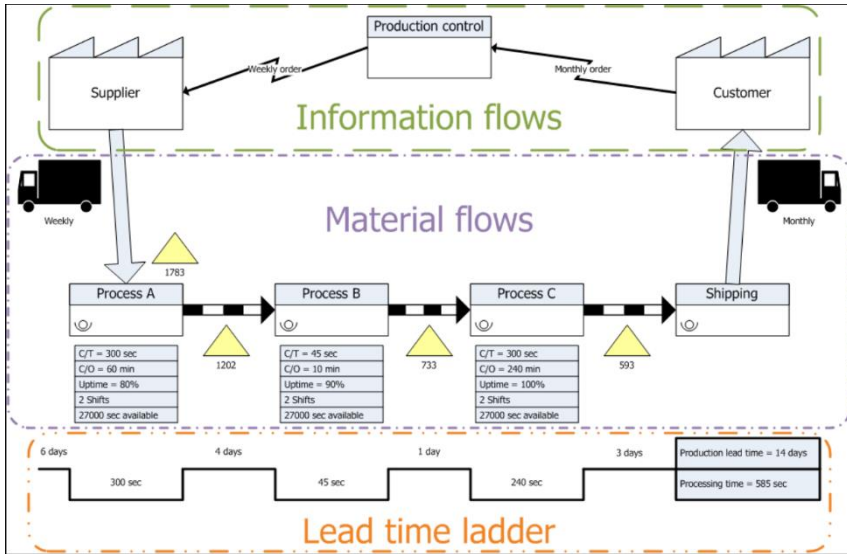 Production control
Supplier
Weekly order
Monthly order
Customer
Information flows
Weekly
Material flows
Monthly
1783
Process A
Process B
Process C
Shipping
1202
733
593
C/T = 300 sec
C/O = 60 min
Uptime = 80%
2 Shifts
27000 sec available
C/T = 45 sec
C/O = 10 min
Uptime = 90%
2 Shifts
27000 sec available
C/T = 300 sec
C/O = 240 min
Uptime = 100%
2 Shifts
27000 sec available
6 days
4 days
1 day
3 days
Production lead time = 14 days
300 sec
45 sec
240 sec
Processing time = 585 sec
Lead time ladder